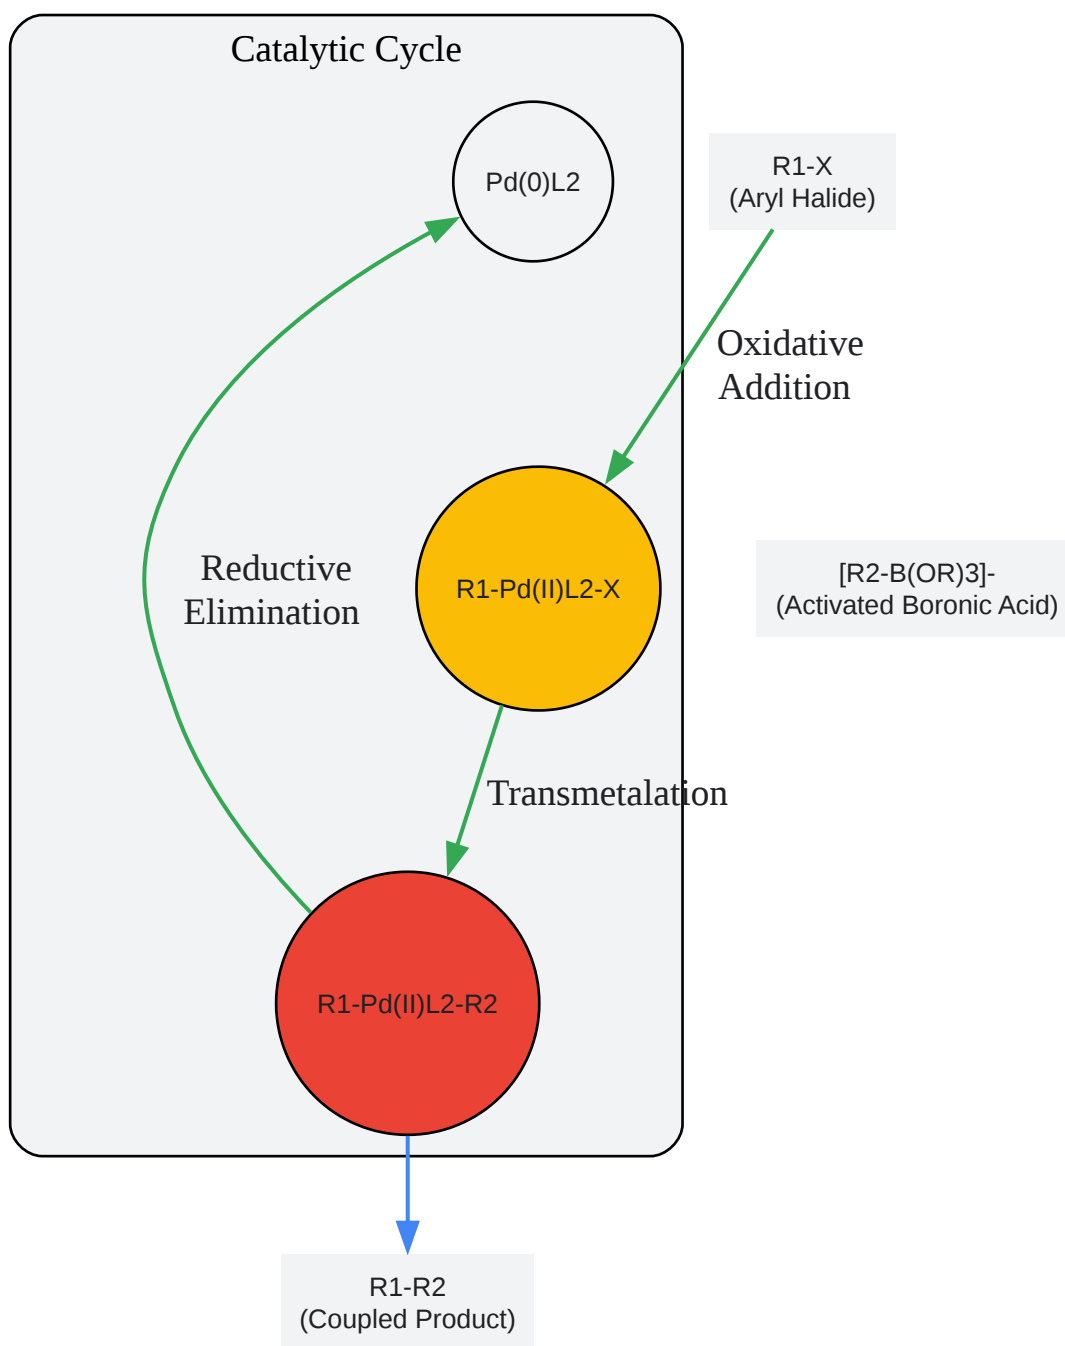 Catalytic Cycle
Pd(0)L2
R1-X
(Aryl Halide)
Oxidative
Addition
Reductive
Elimination
R1-Pd(II)L2-X
[R2-B(OR)3]-
(Activated Boronic Acid)
Transmetalation
R1-Pd(II)L2-R2
R1-R2
(Coupled Product)